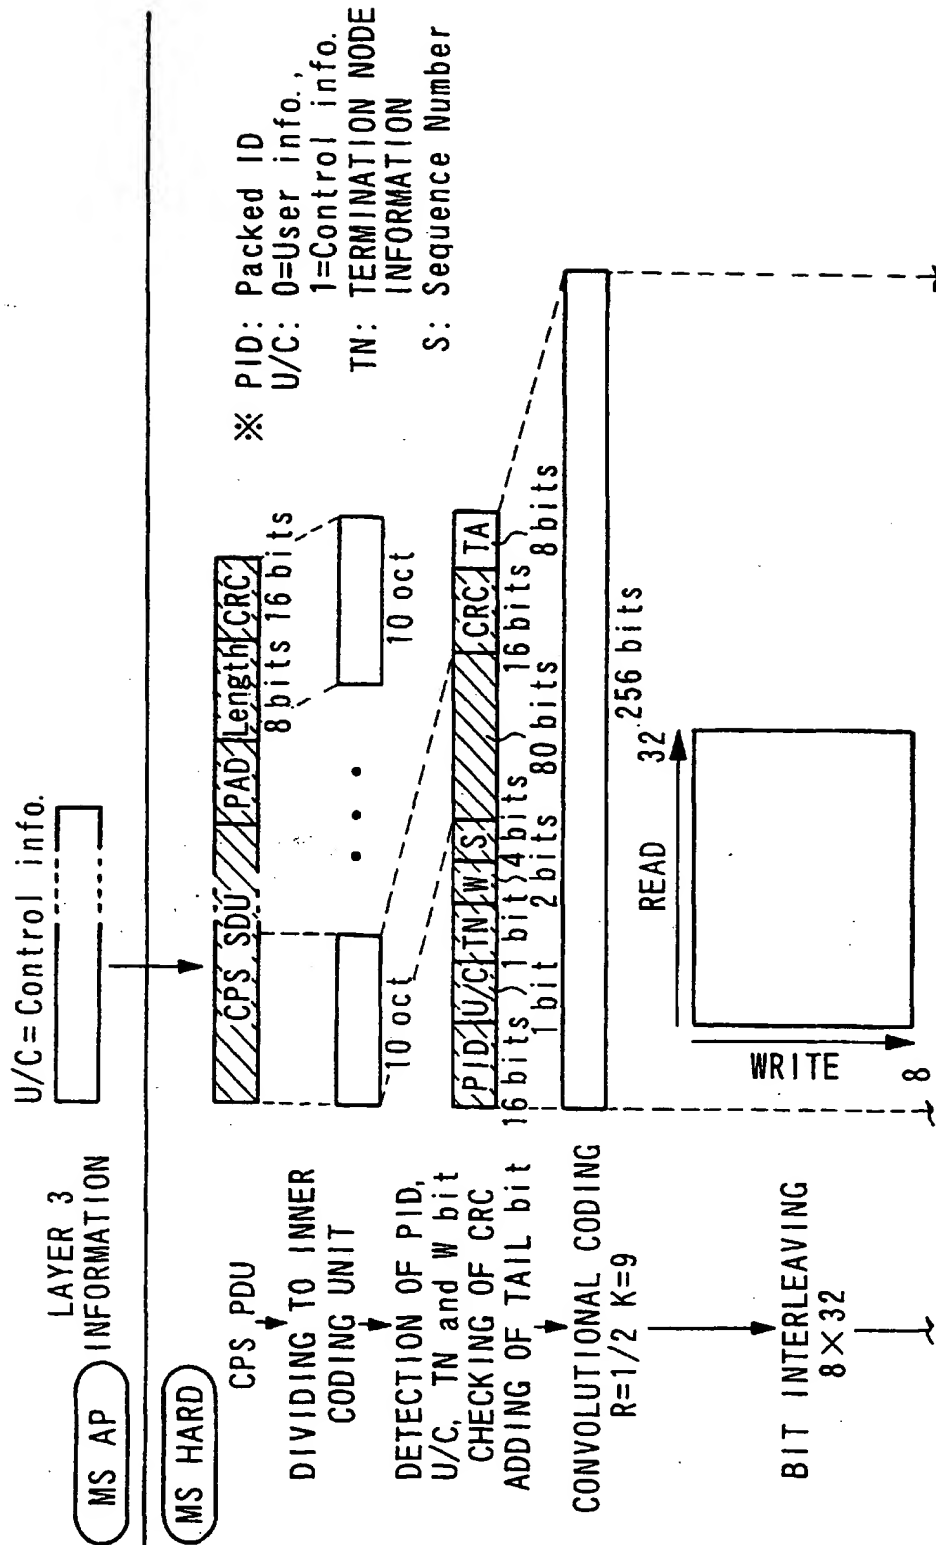 MS AP
LAYER 3
INFORMATION
U/C=Control info.
MS HARD
CPS PDU
CPS SDU PAD Length CRC
8 bits 16 bits
※ PID: Packed ID
U/C: 0=User info.,
1=Control info.
TN: TERMINATION NODE
INFORMATION
S: Sequence Number
DIVIDING TO INNER
CODING UNIT
10 oct
10 oct
DETECTION OF PID,
U/C, TN and W bit
CHECKING OF CRC
ADDING OF TAIL bit
PID U/C TN W S CRC TA
16 bits 1 bit 1 bit 2 bits 4 bits 80 bits 16 bits 8 bits
CONVOLUTIONAL CODING
R=1/2 K=9
256 bits
BIT INTERLEAVING
8×32
READ 32
WRITE
8